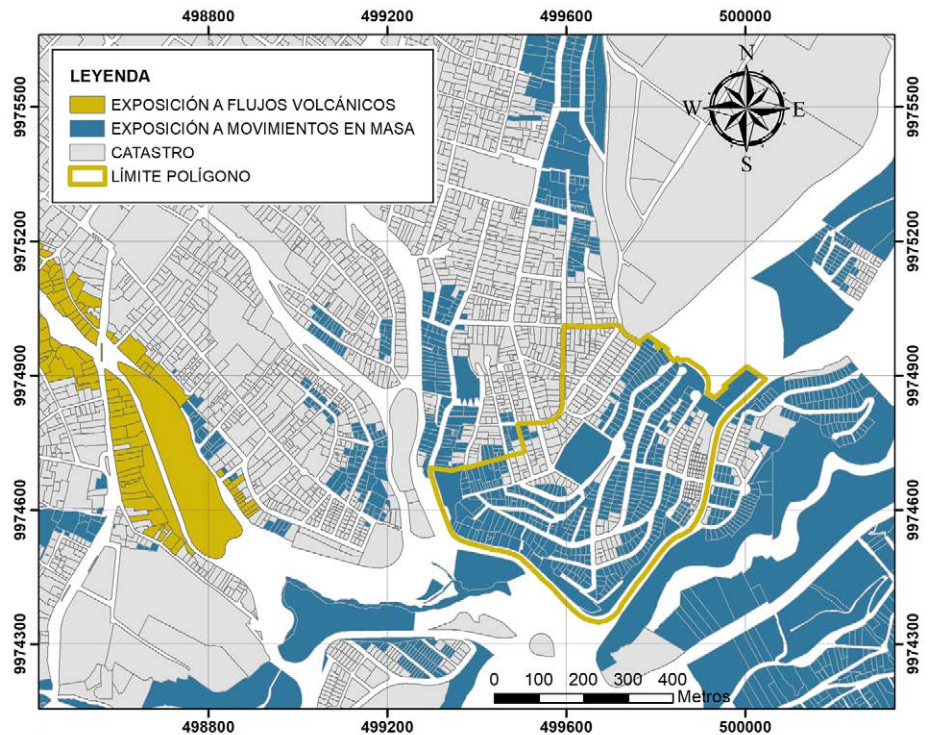 498800 499200 499600 500000
LEYENDA
EXPOSICIÓN A FLUJOS VOLCÁNICOS
EXPOSICIÓN A MOVIMIENTOS EN MASA
CATASTRO
LÍMITE POLÍGONO
N
W E
S
9975500 9975500
9975200 9975200
9974900 9974900
9974600 9974600
9974300 9974300
0 100 200 300 400
Metros
498800 499200 499600 500000